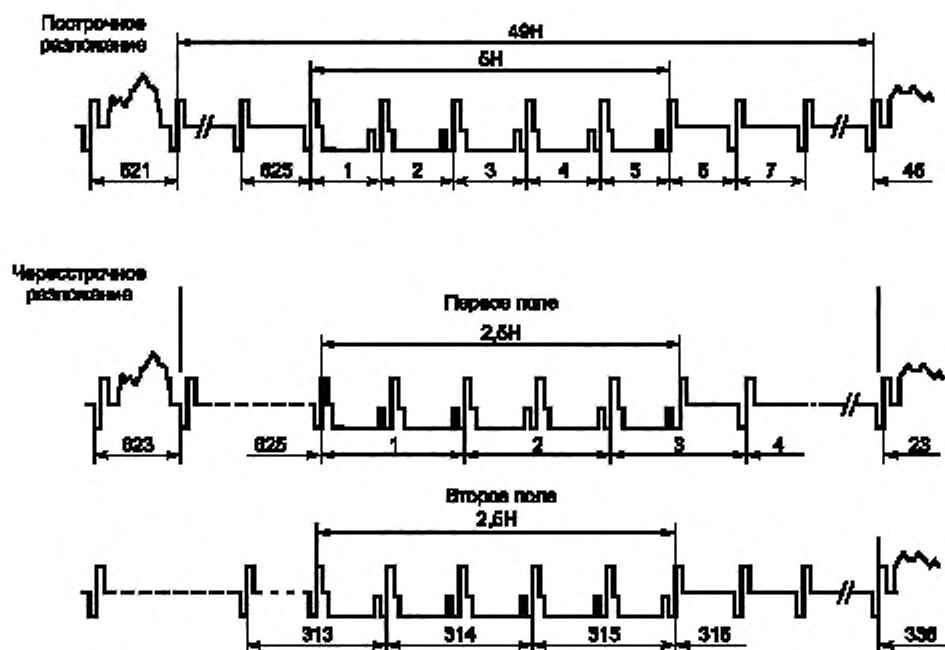 Построчное
разложение
49H
5H
621
625
1
2
3
4
5
6
7
45
Чересстрочное
разложение
Первое поле
2,5H
623
625
1
2
3
4
23
Второе поле
2,5H
313
314
315
316
336